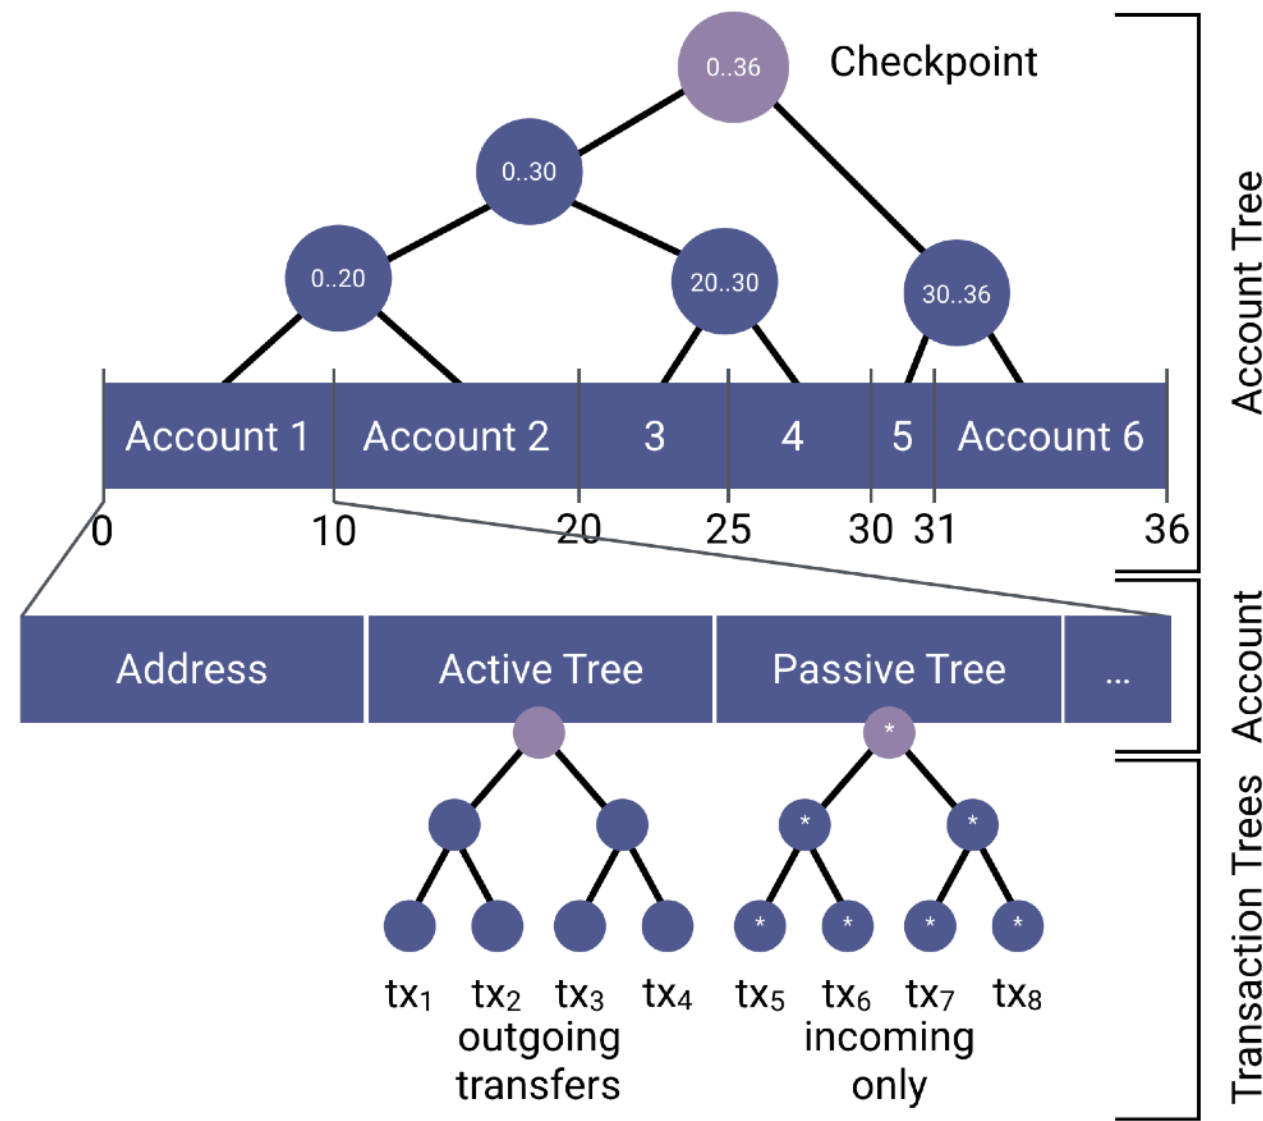 0..36
Checkpoint
0..30
0..20
20..30
30..36
Account Tree
Account 1
Account 2
3
4
5
Account 6
0
10
20
25
30
31
36
Address
Active Tree
Passive Tree
...
Account
*
*
*
*
*
*
*
tx₁
tx₂
tx₃
tx₄
tx₅
tx₆
tx₇
tx₈
outgoing
transfers
incoming
only
Transaction Trees